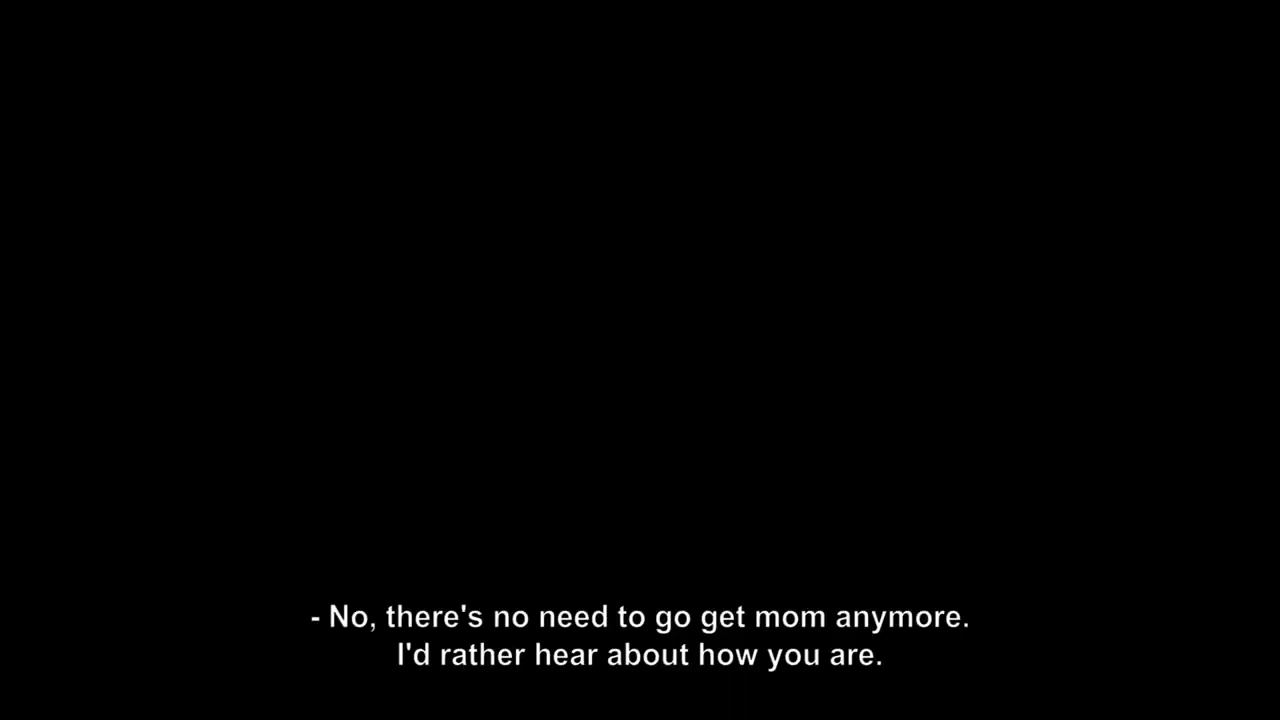 - No, there's no need to go get mom anymore.
I'd rather hear about how you are.